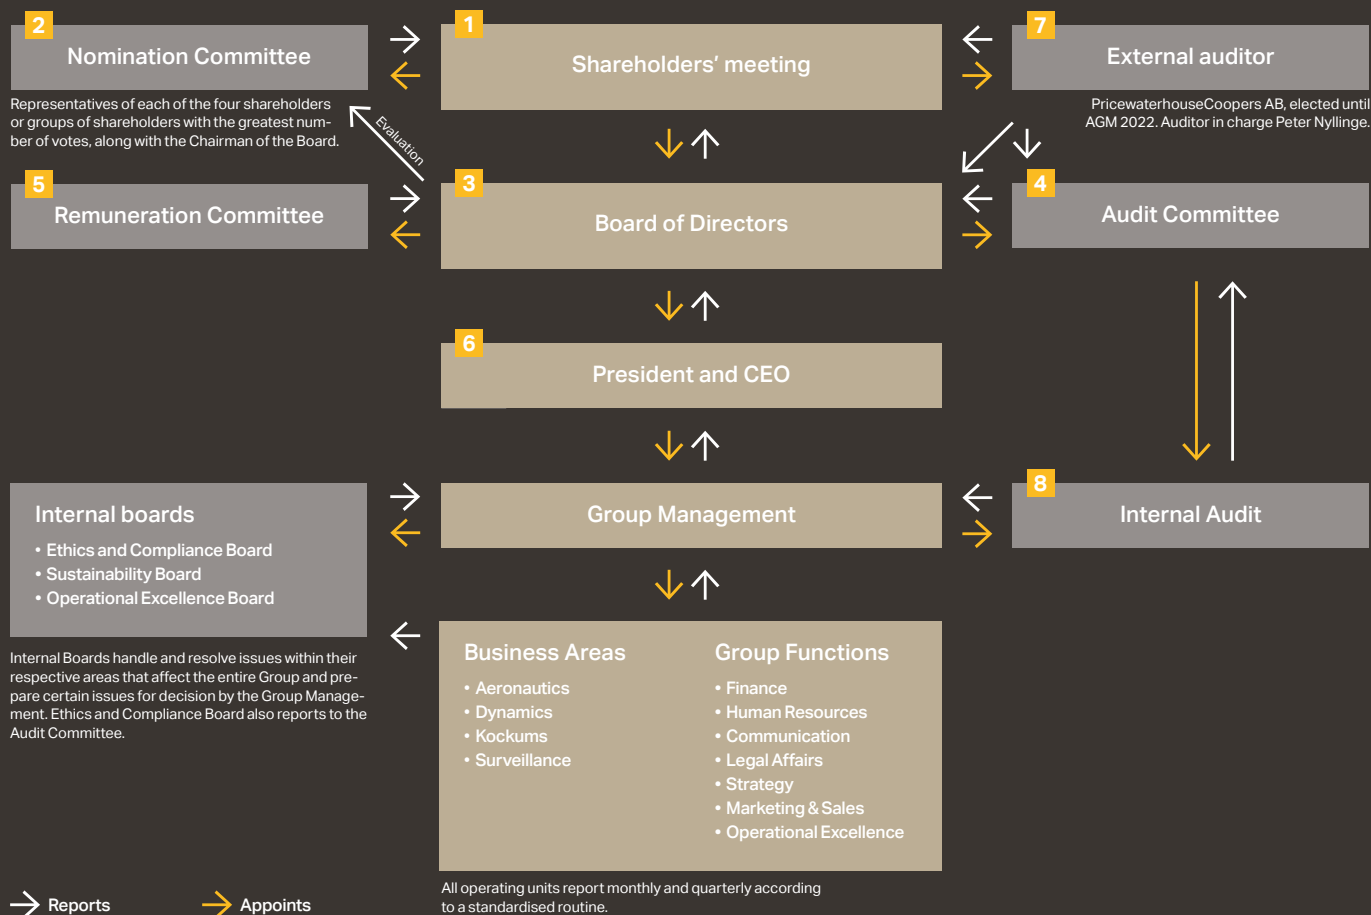 2
Nomination Committee
Representatives of each of the four shareholders
or groups of shareholders with the greatest num-
ber of votes, along with the Chairman of the Board.
1
Shareholders’ meeting
7
External auditor
PricewaterhouseCoopers AB, elected until
AGM 2022. Auditor in charge Peter Nyllinge.
Evaluation
5
Remuneration Committee
3
Board of Directors
4
Audit Committee
6
President and CEO
Internal boards
• Ethics and Compliance Board
• Sustainability Board
• Operational Excellence Board
Internal Boards handle and resolve issues within their
respective areas that affect the entire Group and pre-
pare certain issues for decision by the Group Manage-
ment. Ethics and Compliance Board also reports to the
Audit Committee.
Group Management
8
Internal Audit
Business Areas
• Aeronautics
• Dynamics
• Kockums
• Surveillance
Group Functions
• Finance
• Human Resources
• Communication
• Legal Affairs
• Strategy
• Marketing & Sales
• Operational Excellence
All operating units report monthly and quarterly according
to a standardised routine.
Reports
Appoints